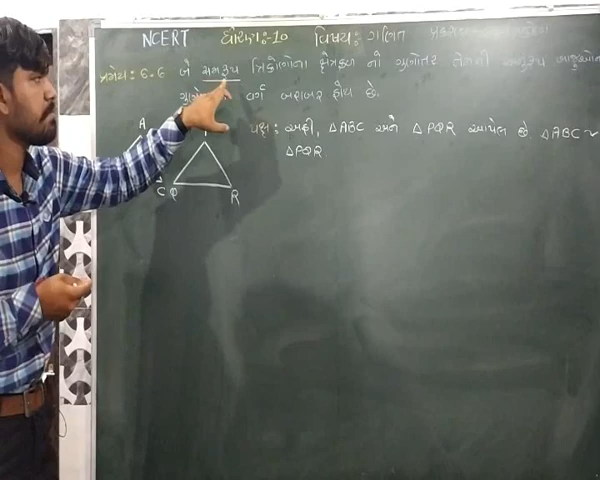 NCERT ધોરણ:-10 વિષય: ગણિત
પ્રમેય: 6.6 બે સમરૂપ ત્રિકોણોના ક્ષેત્રફળ નો ગુણોત્તર તેમની અનુરૂપ બાજુઓના
વર્ગ બરાબર હોય છે.
પક્ષ: અહીં, △ABC અને △PQR આપેલ છે △ABC ~
△PQR
A
C Q R